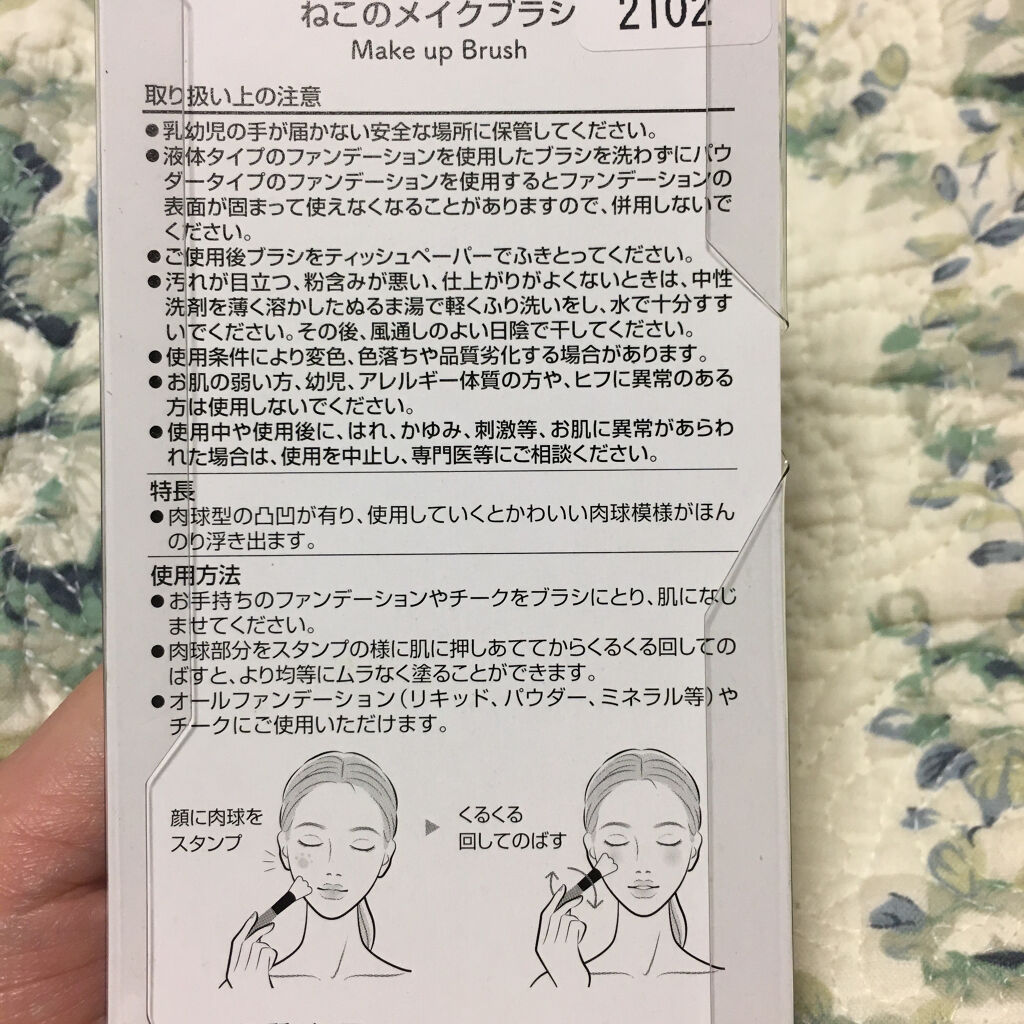 ねこのメイクブラシ
2102
Make up Brush
取り扱い上の注意
●乳幼児の手が届かない安全な場所に保管してください。
●液体タイプのファンデーションを使用したブラシを洗わずにパウ
ダータイプのファンデーションを使用するとファンデーションの
表面が固まって使えなくなることがありますので、併用しないで
ください。
●ご使用後ブラシをティッシュペーパーでふきとってください。
●汚れが目立つ、粉含みが悪い、仕上がりがよくないときは、中性
洗剤を薄く溶かしたぬるま湯で軽くふり洗いをし、水で十分すす
いでください。その後、風通しのよい日陰で干してください。
●使用条件により変色、色落ちや品質劣化する場合があります。
●お肌の弱い方、幼児、アレルギー体質の方や、ヒフに異常のある
方は使用しないでください。
●使用中や使用後に、はれ、かゆみ、刺激等、お肌に異常があらわ
れた場合は、使用を中止し、専門医等にご相談ください。
特長
●肉球型の凸凹が有り、使用していくとかわいい肉球模様がほん
のり浮き出ます。
使用方法
●お手持ちのファンデーションやチークをブラシにとり、肌になじ
ませてください。
●肉球部分をスタンプの様に肌に押しあててからくるくる回しての
ばすと、より均等にムラなく塗ることができます。
●オールファンデーション（リキッド、パウダー、ミネラル等）や
チークにご使用いただけます。
顔に肉球を
スタンプ
くるくる
回してのばす